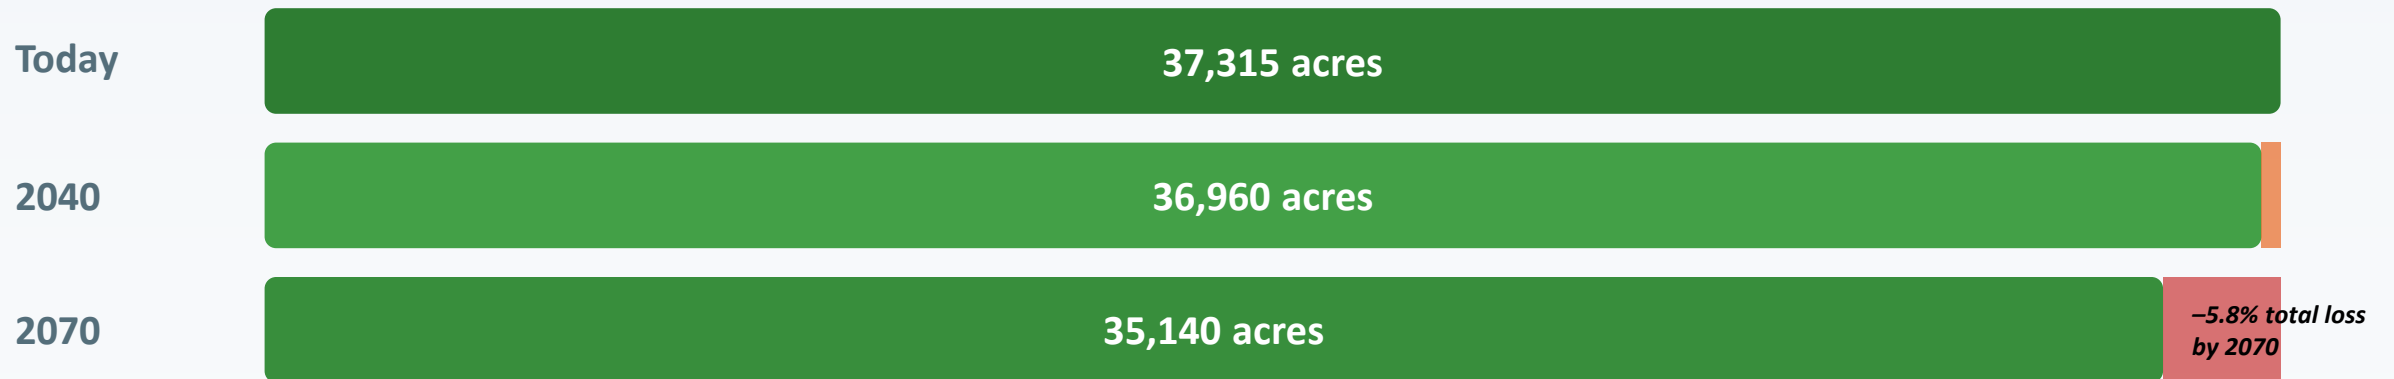 Today
37,315 acres
2040
36,960 acres
2070
35,140 acres
–5.8% total loss
by 2070